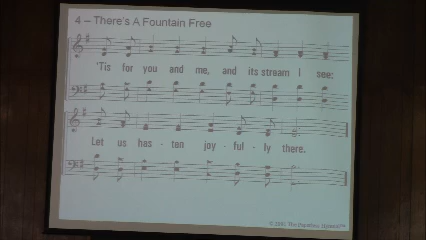 4 – There's A Fountain Free
'Tis for you and me, and its stream I see:
Let us has - ten joy - ful - ly there.